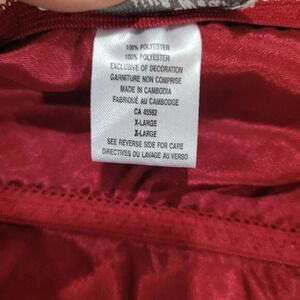 100% POLYESTER
100% POLYESTER
EXCLUSIVE OF DECORATION
GARNITURE NON COMPRISE
MADE IN CAMBODIA
FABRIQUÉ AU CAMBODGE
CA 45562
X-LARGE
X-LARGE
SEE REVERSE SIDE FOR CARE
DIRECTIVES DU LAVAGE AU VERSO